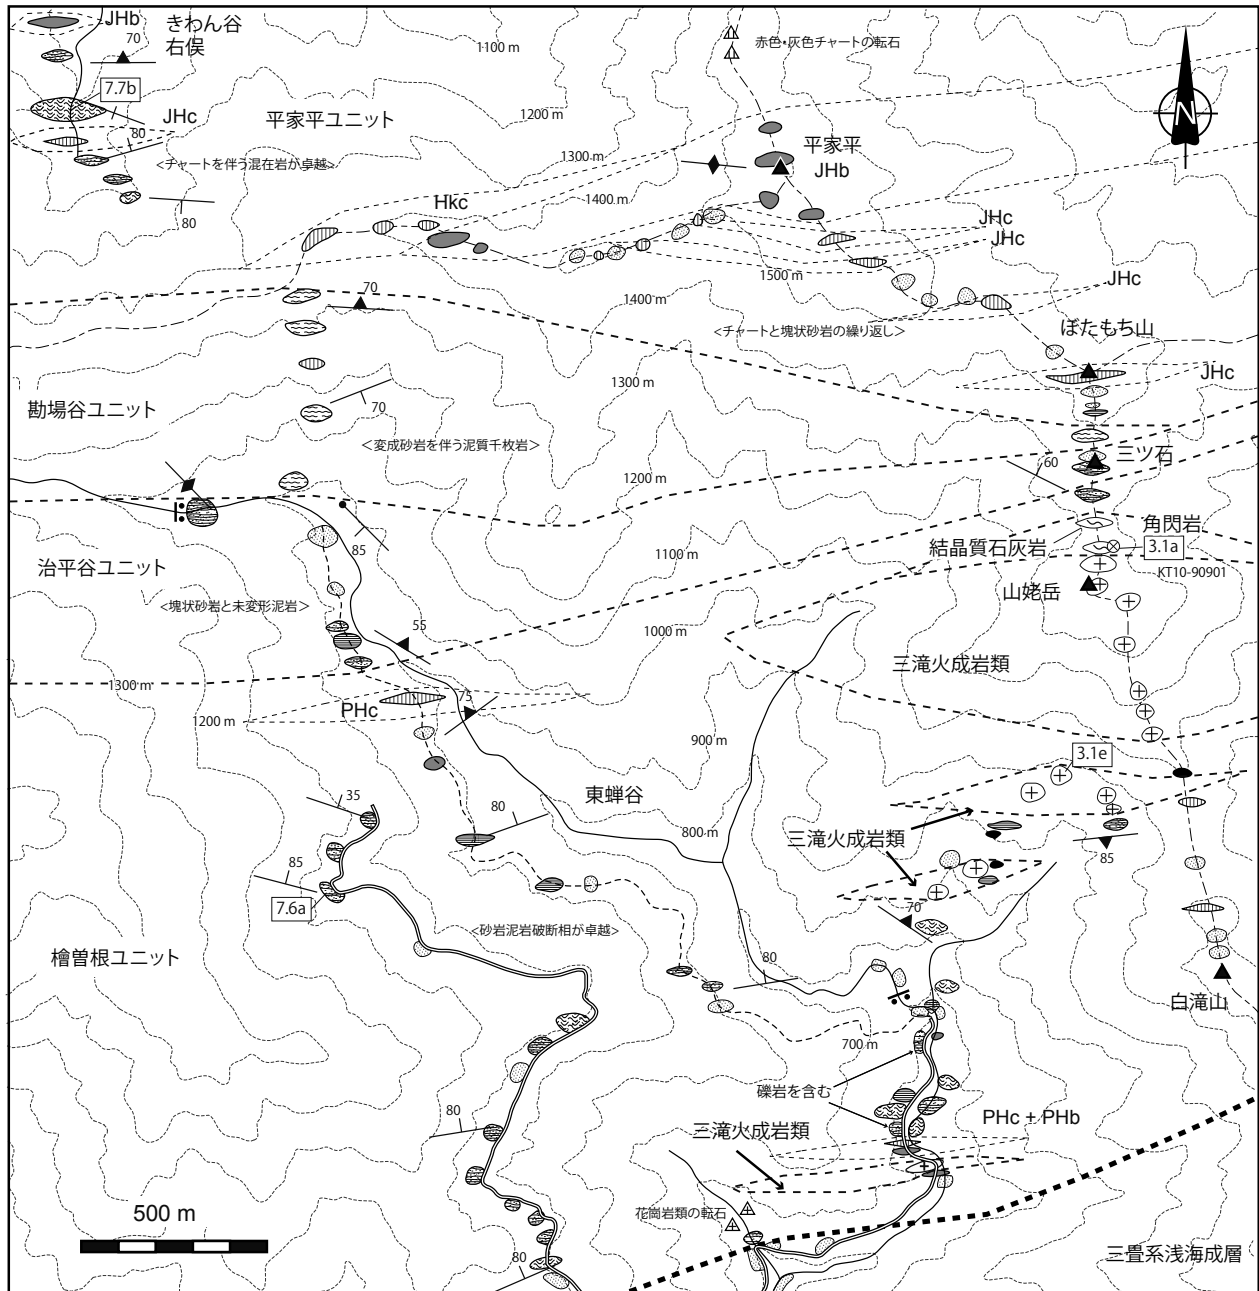 JHb
きわん谷
右俣
70
7.7b
JHc
80
平家平ユニット
<チャートを伴う混在岩が卓越>
80
1100 m
赤色・灰色チャートの転石
N
1200 m
1300 m
平家平
JHb
1400 m
Hkc
JHc
JHc
1500 m
JHc
70
1400 m
<チャートと塊状砂岩の繰り返し>
ぼたもち山
1300 m
JHc
勘場谷ユニット
70
<変成砂岩を伴う泥質千枚岩>
三ツ石
60
1200 m
角閃岩
結晶質石灰岩
3.1a
KT10-90901
85
1100 m
治平谷ユニット
山姥岳
<塊状砂岩と未変形泥岩>
55
1000 m
三滝火成岩類
1300 m
75
PHc
1200 m
900 m
3.1e
東蝉谷
35
80
800 m
三滝火成岩類
85
85
7.6a
70
<砂岩泥岩破断相が卓越>
檜曽根ユニット
80
白滝山
700 m
礫岩を含む
80
三滝火成岩類
PHc + PHb
500 m
花崗岩類の転石
80
三畳系浅海成層